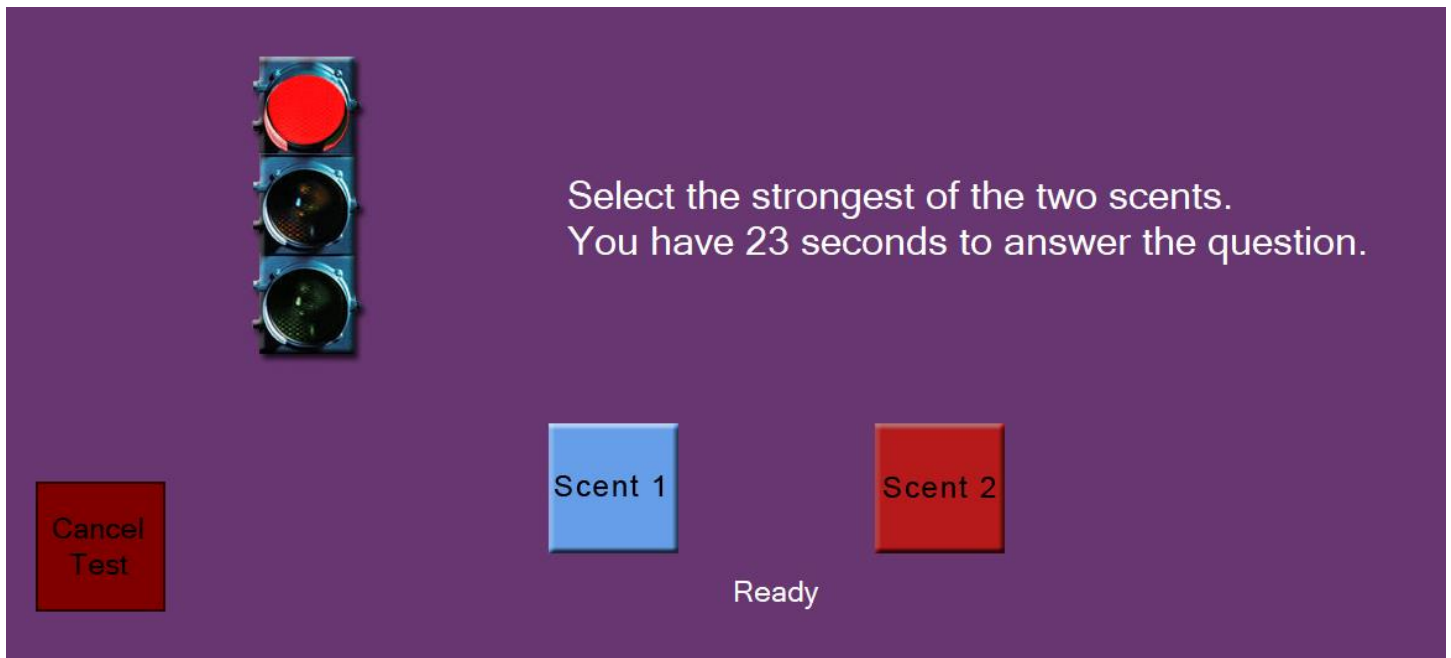 Select the strongest of the two scents.
You have 23 seconds to answer the question.
Scent 1
Scent 2
Cancel
Test
Ready